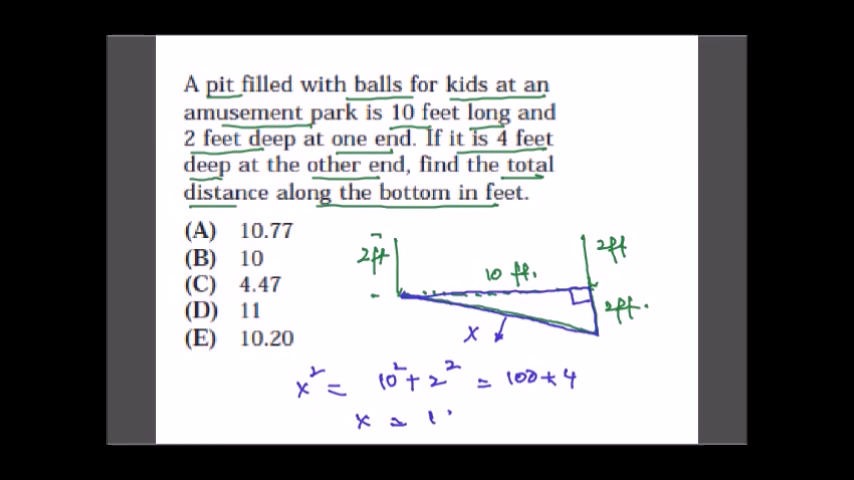 A pit filled with balls for kids at an
amusement park is 10 feet long and
2 feet deep at one end. If it is 4 feet
deep at the other end, find the total
distance along the bottom in feet.
(A) 10.77
(B) 10
(C) 4.47
(D) 11
(E) 10.20
2ft
10 ft.
2ft
2ft.
x
x² = 10² + 2² = 100 + 4
x =